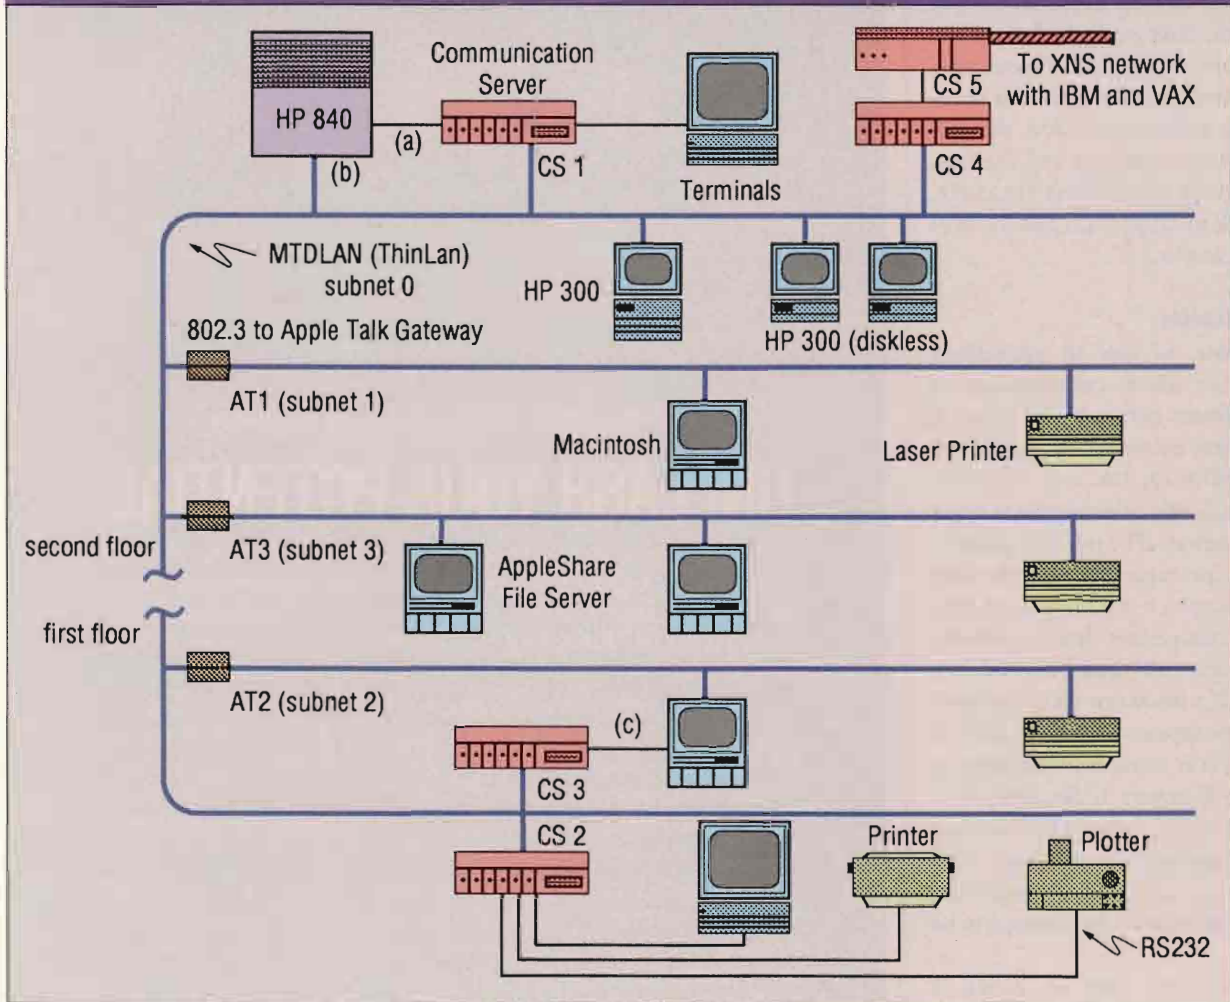 Communication
Server
HP 840
(a)
(b)
CS 1
Terminals
CS 5
To XNS network
with IBM and VAX
CS 4
MTDLAN (ThinLan)
subnet 0
HP 300
HP 300 (diskless)
802.3 to Apple Talk Gateway
AT1 (subnet 1)
Macintosh
Laser Printer
second floor
AT3 (subnet 3)
AppleShare
File Server
first floor
AT2 (subnet 2)
(c)
CS 3
CS 2
Printer
Plotter
RS232